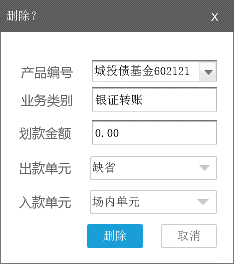 删除? X
产品编号 城投债基金602121
业务类别 银证转账
划款金额 0.00
出款单元 缺省
入款单元 场内单元
删除 取消